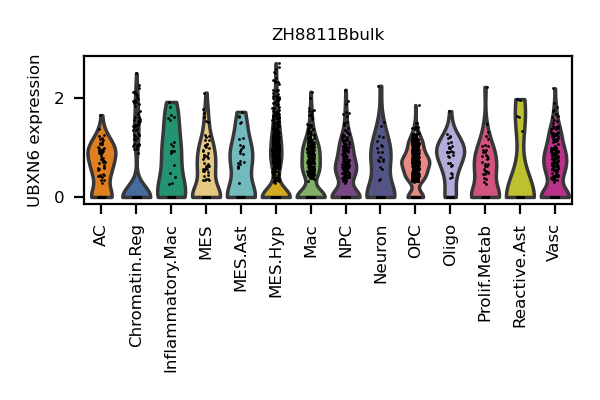 ZH8811Bbulk
UBXN6 expression
2
0
AC
Chromatin.Reg
Inflammatory.Mac
MES
MES.Ast
MES.Hyp
Mac
NPC
Neuron
OPC
Oligo
Prolif.Metab
Reactive.Ast
Vasc